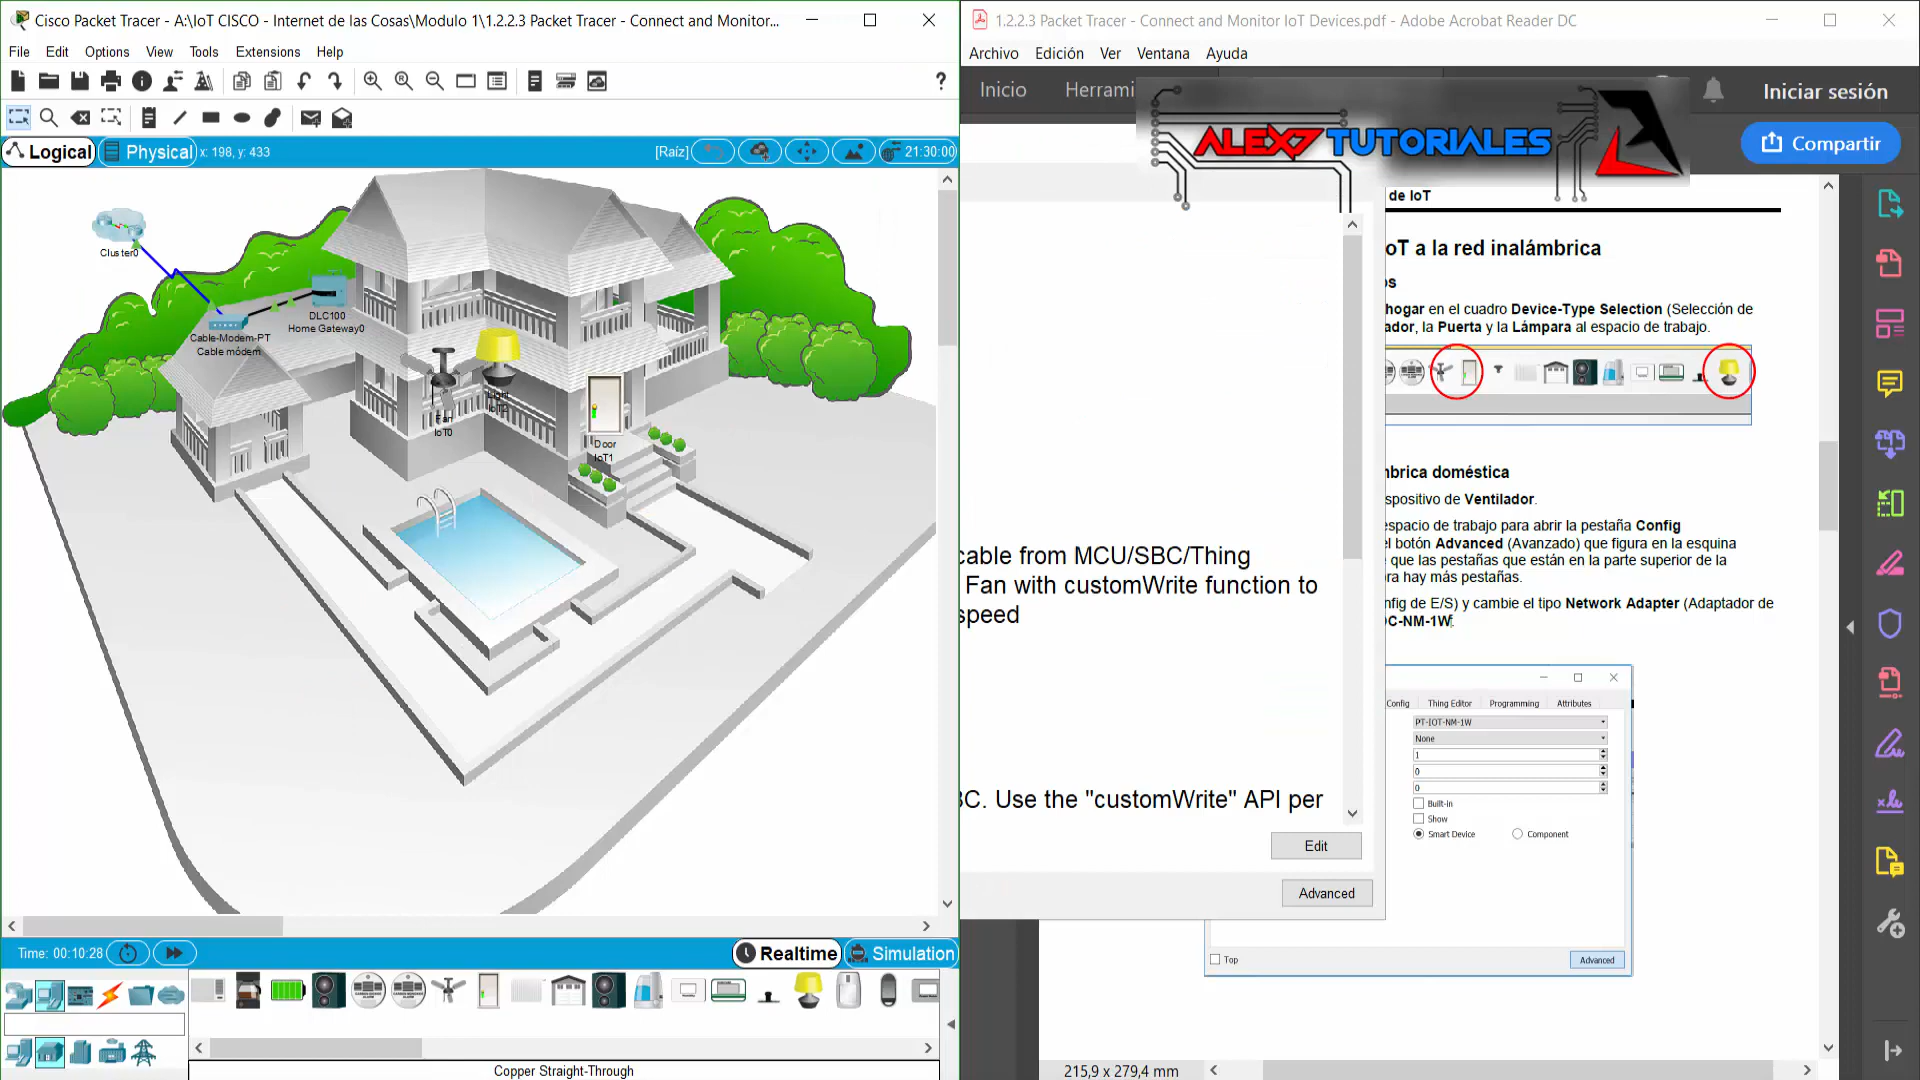 Cisco Packet Tracer - A:\IoT CISCO - Internet de las Cosas\Modulo 1\1.2.2.3 Packet Tracer - Connect and Monitor...
File Edit Options View Tools Extensions Help
Logical Physical x: 198, y: 433 [Raíz] 21:30:00
Cluster0
DLC100
Home Gateway0
Cable-Modem-PT
Cable módem
Light
IoT2
Fan
IoT0
Door
IoT1
Time: 00:10:28 Realtime Simulation
Copper Straight-Through
1.2.2.3 Packet Tracer - Connect and Monitor IoT Devices.pdf - Adobe Acrobat Reader DC
Archivo Edición Ver Ventana Ayuda
Inicio Herrami Iniciar sesión
ALEX7 TUTORIALES
Compartir
de IoT
oT a la red inalámbrica
os
hogar en el cuadro Device-Type Selection (Selección de
ador, la Puerta y la Lámpara al espacio de trabajo.
mbrica doméstica
spositivo de Ventilador.
espacio de trabajo para abrir la pestaña Config
el botón Advanced (Avanzado) que figura en la esquina
que las pestañas que están en la parte superior de la
ora hay más pestañas.
nfig de E/S) y cambie el tipo Network Adapter (Adaptador de
OC-NM-1W.
cable from MCU/SBC/Thing
Fan with customWrite function to
speed
BC. Use the "customWrite" API per
Edit
Advanced
Config Thing Editor Programming Attributes
PT-IOT-NM-1W
None
1
0
0
Built-in
Show
Smart Device Component
Top Advanced
215,9 x 279,4 mm